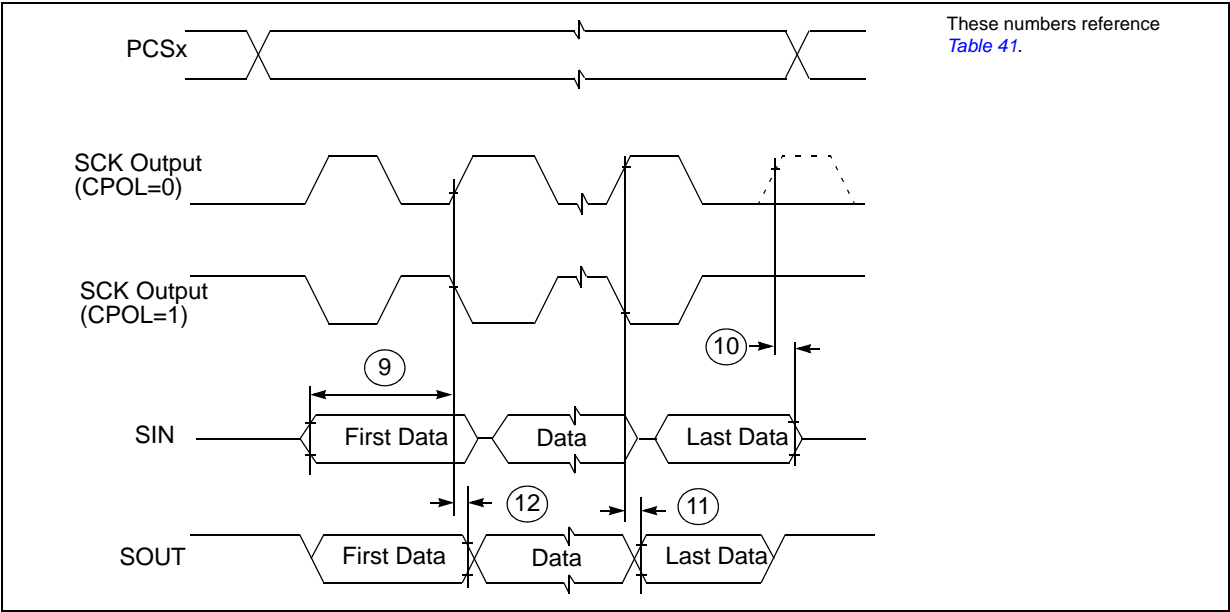 These numbers reference
Table 41.
PCSx
SCK Output
(CPOL=0)
SCK Output
(CPOL=1)
10
9
SIN
First Data
Data
Last Data
12
11
SOUT
First Data
Data
Last Data